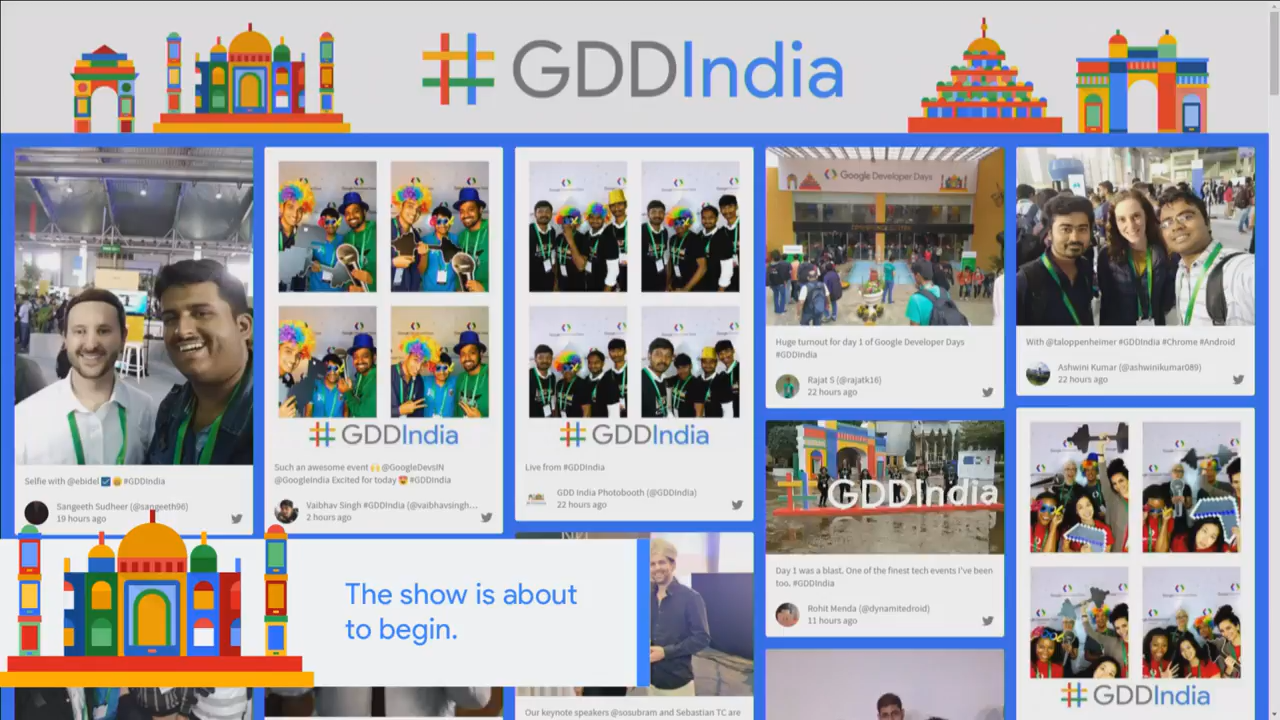 #GDDIndia
Selfie with @ebidel ☑️ 😀 #GDDIndia
Sangeeth Sudheer (@sangeeth96)
19 hours ago
#GDDIndia
Such an awesome event 🙌 @GoogleDevsIN
@GoogleIndia Excited for today 😍 #GDDIndia
Vaibhav Singh #GDDIndia (@vaibhavsingh...
2 hours ago
#GDDIndia
Live from #GDDIndia
GDD India Photobooth (@GDDIndia)
22 hours ago
Google Developer Days
Huge turnout for day 1 of Google Developer Days
#GDDIndia
Rajat S (@rajatk16)
22 hours ago
With @taloppenheimer #GDDIndia #Chrome #Android
Ashwini Kumar (@ashwinikumar089)
22 hours ago
#GDDIndia
Day 1 was a blast. One of the finest tech events I've been
too. #GDDIndia
Rohit Menda (@dynamitedroid)
11 hours ago
#GDDIndia
The show is about
to begin.
Our keynote speakers @sosubram and Sebastian TC are